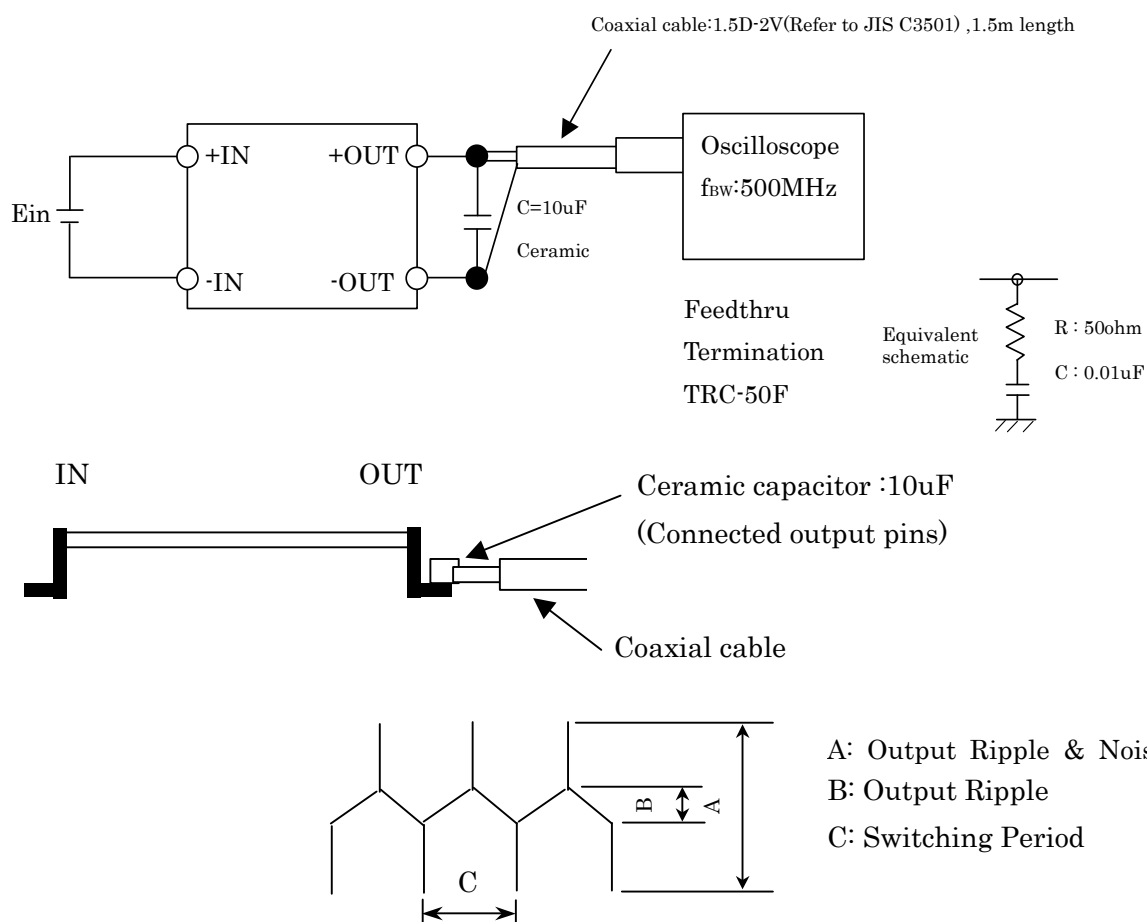 Coaxial cable:1.5D-2V(Refer to JIS C3501) ,1.5m length
+IN
+OUT
Oscilloscope
fBW:500MHz
Ein
C=10uF
Ceramic
-IN
-OUT
Feedthru
Termination
TRC-50F
Equivalent
schematic
R : 50ohm
C : 0.01uF
IN
OUT
Ceramic capacitor :10uF
(Connected output pins)
Coaxial cable
B
A
C
A: Output Ripple & Nois
B: Output Ripple
C: Switching Period